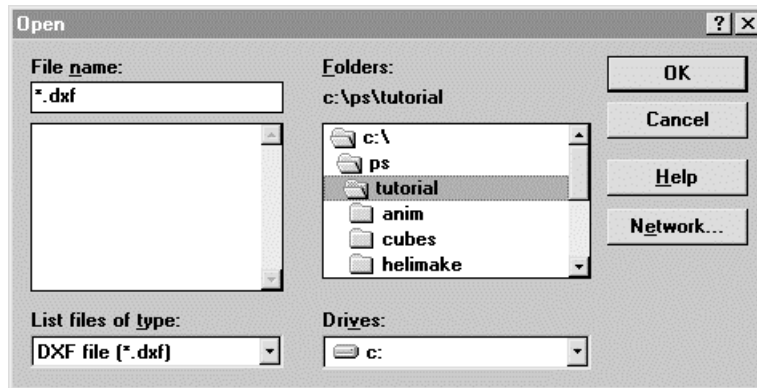 Open
File name:
*.dxf
List files of type:
DXF file (*.dxf)
Folders:
c:\ps\tutorial
c:\
ps
tutorial
anim
cubes
helimake
Drives:
c:
OK
Cancel
Help
Network...